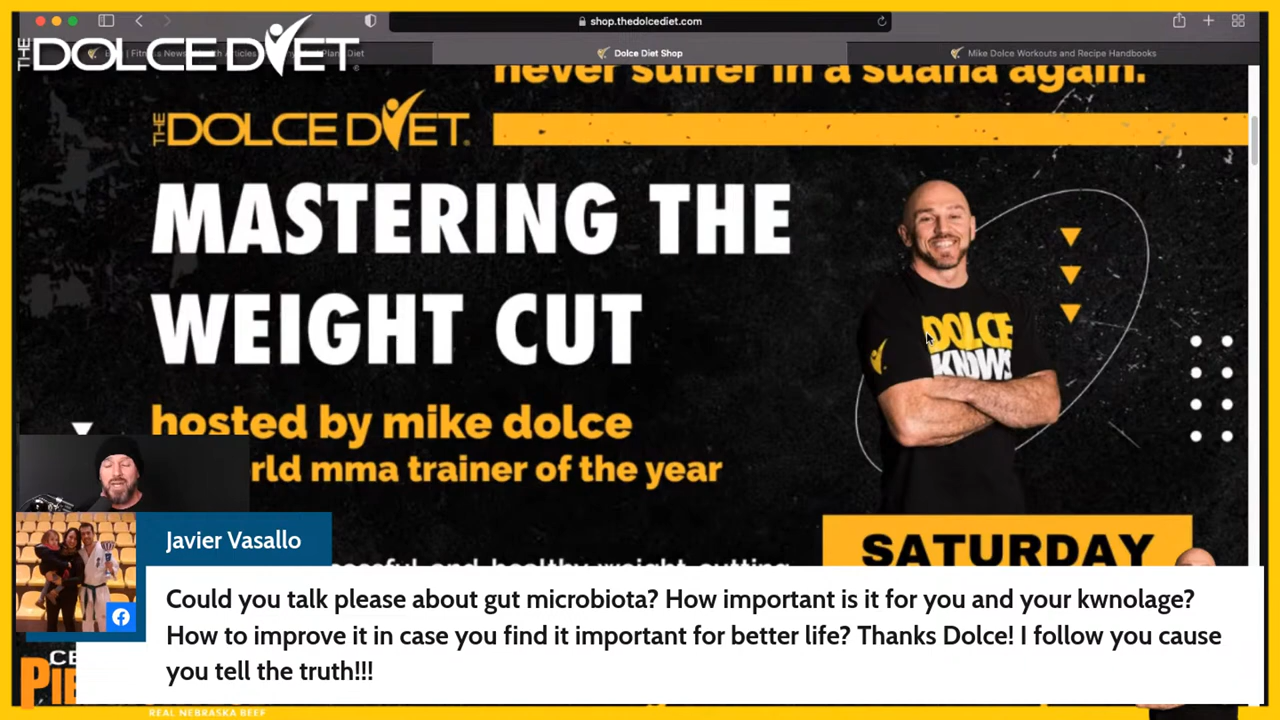 shop.thedolcediet.com
THE DOLCE DIET
Dolce Diet Shop
Mike Dolce Workouts and Recipe Handbooks
never suffer in a suana again.
THE DOLCE DIET
MASTERING THE
WEIGHT CUT
DOLCE
KNOWS
hosted by mike dolce
rld mma trainer of the year
SATURDAY
Javier Vasallo
Could you talk please about gut microbiota? How important is it for you and your kwnolage?
How to improve it in case you find it important for better life? Thanks Dolce! I follow you cause
you tell the truth!!!
REAL NEBRASKA BEEF